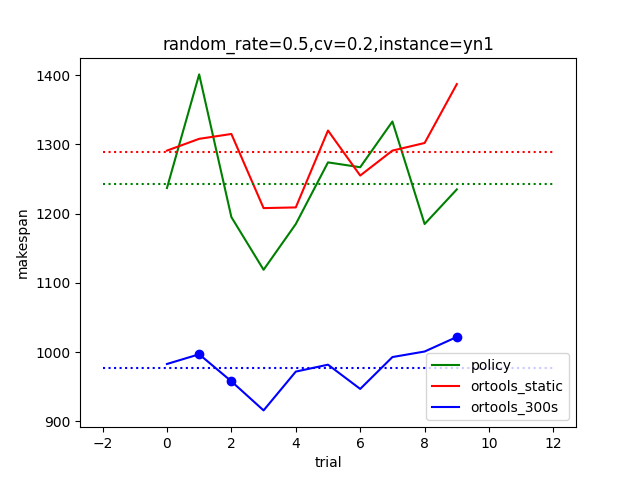 random_rate=0.5,cv=0.2,instance=yn1
makespan
1400
1300
1200
1100
1000
900
policy
ortools_static
ortools_300s
−2 0 2 4 6 8 10 12
trial